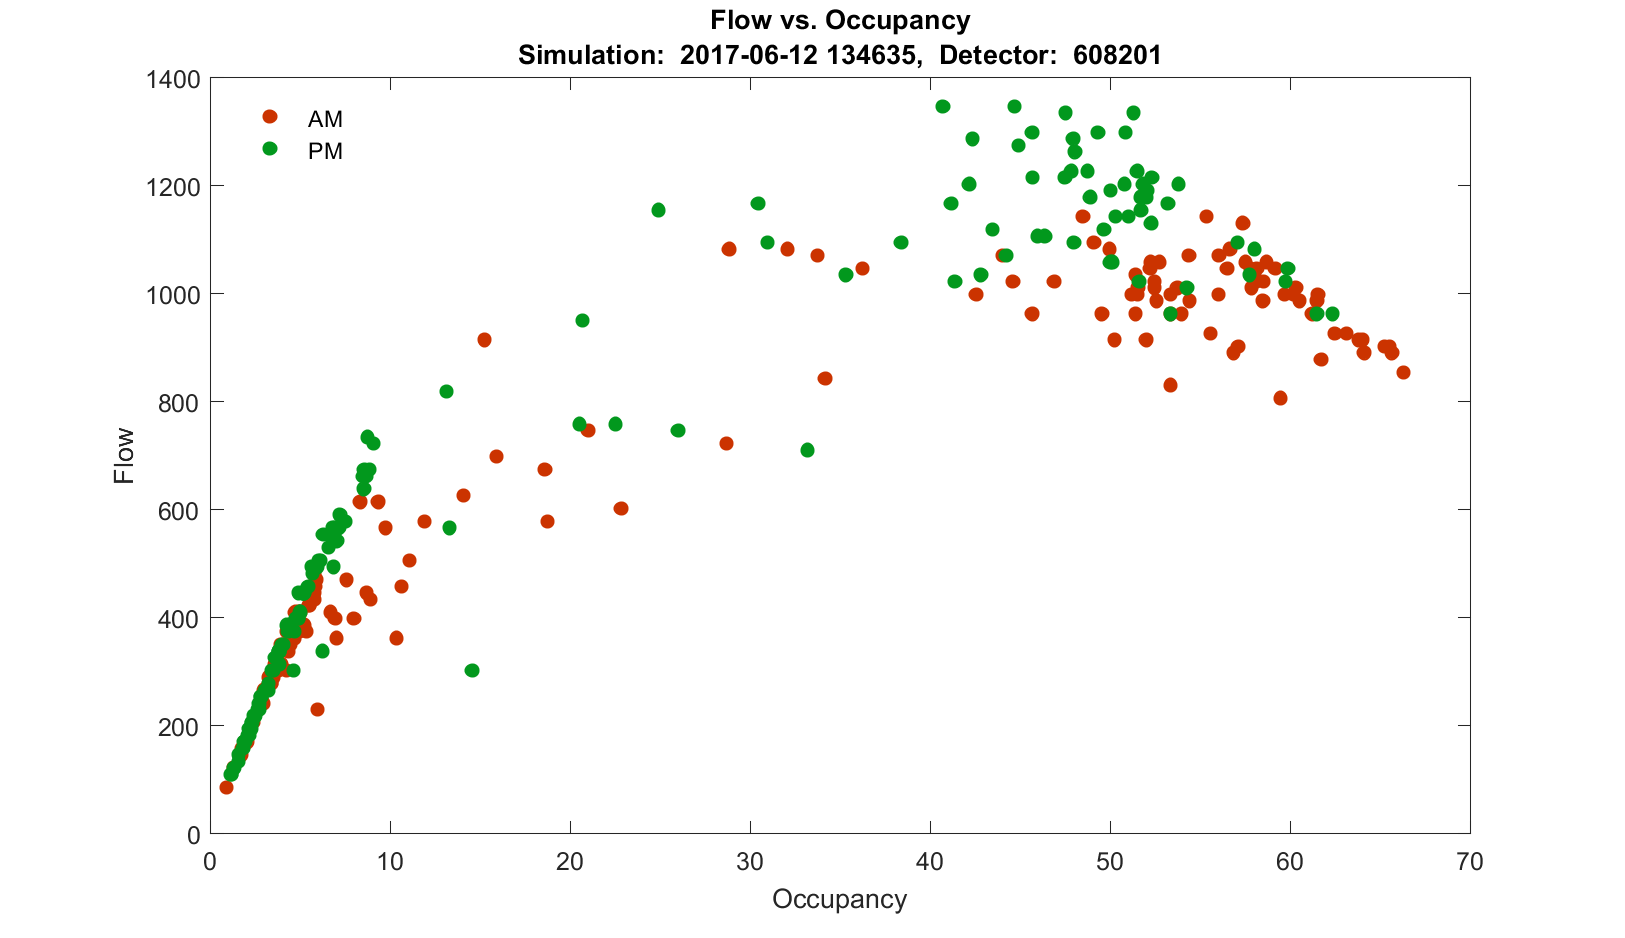 Flow vs. Occupancy
Simulation:  2017-06-12 134635,  Detector:  608201
1400
AM
PM
1200
1000
800
Flow
600
400
200
0
0 10 20 30 40 50 60 70
Occupancy